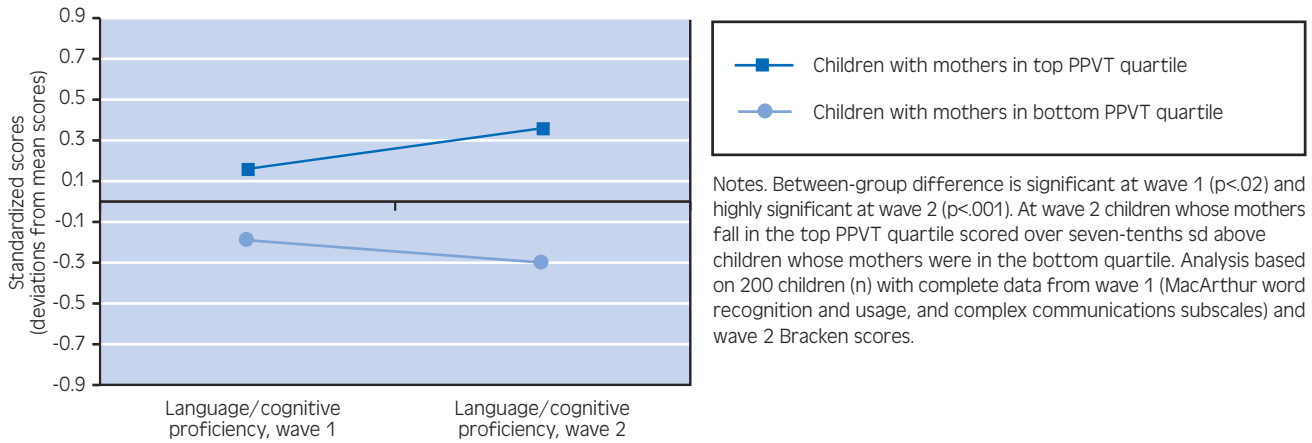 Standardized scores
(deviations from mean scores)
0.9
0.7
0.5
0.3
0.1
-0.1
-0.3
-0.5
-0.7
-0.9
Language/cognitive
proficiency, wave 1
Language/cognitive
proficiency, wave 2
Children with mothers in top PPVT quartile
Children with mothers in bottom PPVT quartile
Notes. Between-group difference is significant at wave 1 (p<.02) and
highly significant at wave 2 (p<.001). At wave 2 children whose mothers
fall in the top PPVT quartile scored over seven-tenths sd above
children whose mothers were in the bottom quartile. Analysis based
on 200 children (n) with complete data from wave 1 (MacArthur word
recognition and usage, and complex communications subscales) and
wave 2 Bracken scores.